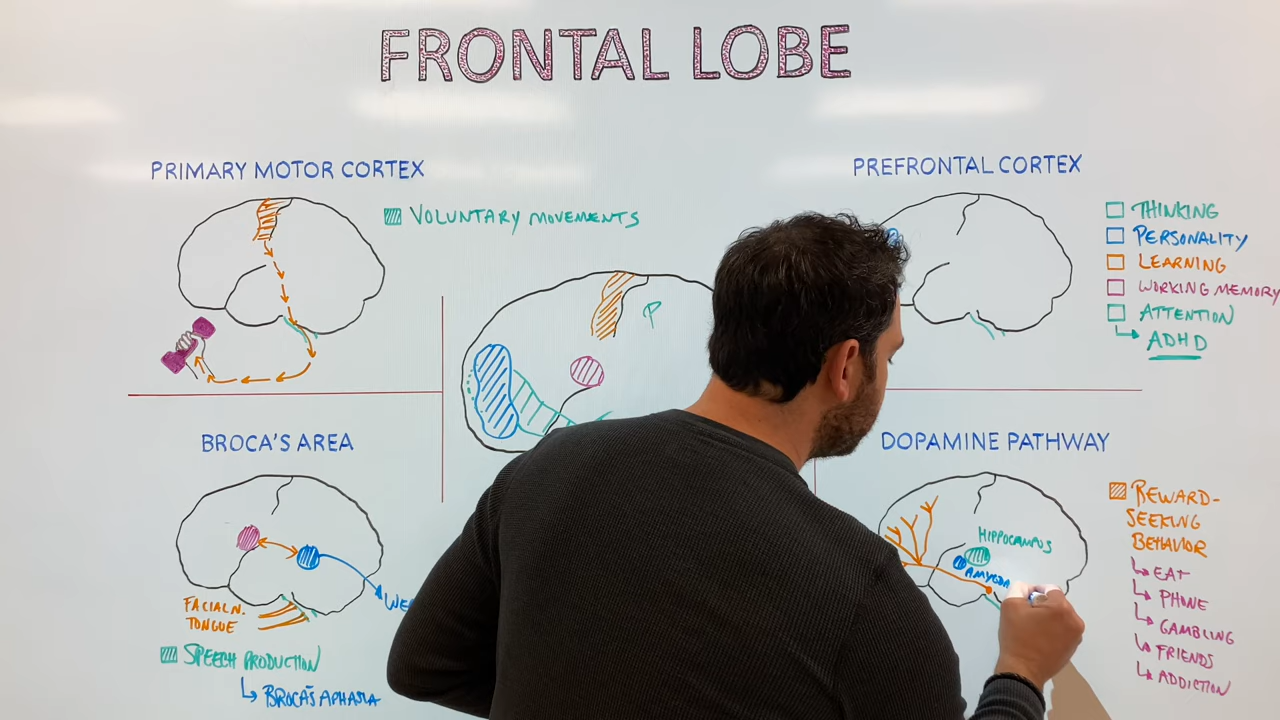 FRONTAL LOBE
PRIMARY MOTOR CORTEX
VOLUNTARY MOVEMENTS
PREFRONTAL CORTEX
THINKING
PERSONALITY
LEARNING
WORKING MEMORY
ATTENTION
ADHD
P
BROCA'S AREA
FACIAL N.
TONGUE
SPEECH PRODUCTION
BROCA'S APHASIA
DOPAMINE PATHWAY
HIPPOCAMPUS
REWARD-
SEEKING
BEHAVIOR
EAT
PHONE
GAMBLING
FRIENDS
ADDICTION